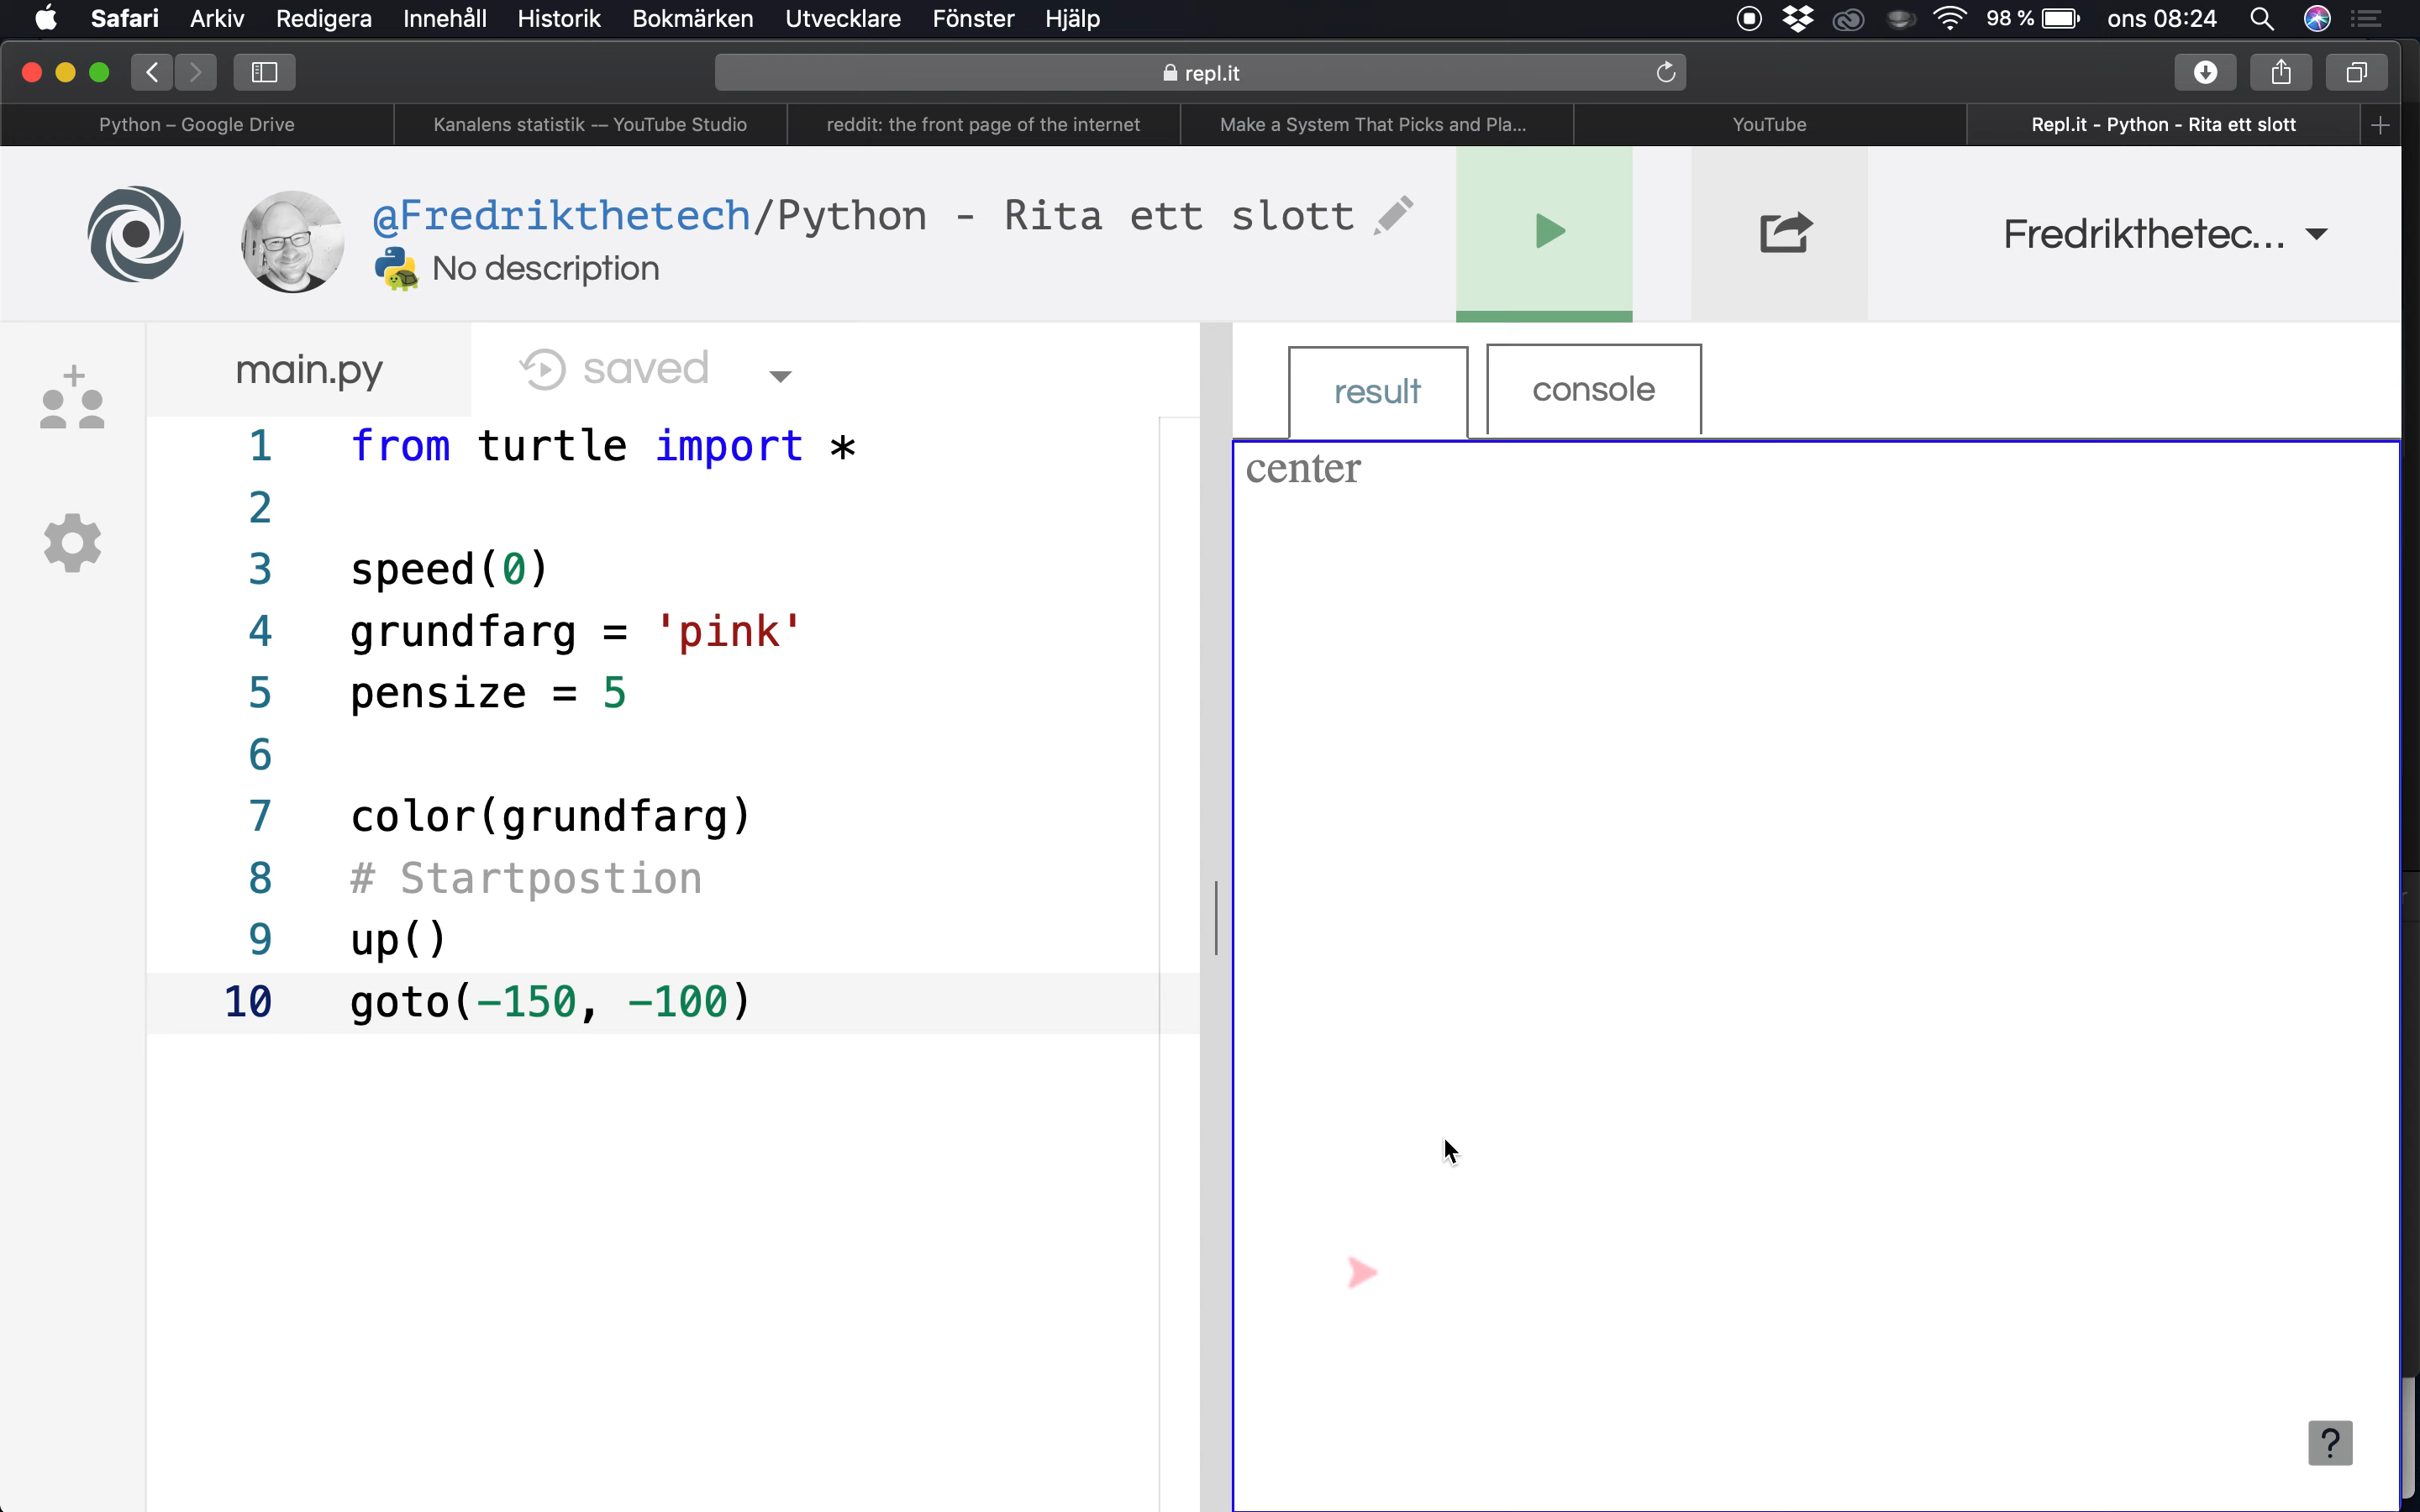 Safari Arkiv Redigera Innehåll Historik Bokmärken Utvecklare Fönster Hjälp 98 % ons 08:24
repl.it
Python – Google Drive Kanalens statistik -– YouTube Studio reddit: the front page of the internet Make a System That Picks and Pla... YouTube Repl.it - Python - Rita ett slott
@Fredrikthetech/Python - Rita ett slott
No description
Fredrikthetec...
main.py saved
result console
1 from turtle import *
2
3 speed(0)
4 grundfarg = 'pink'
5 pensize = 5
6
7 color(grundfarg)
8 # Startpostion
9 up()
10 goto(-150, -100)
center
?